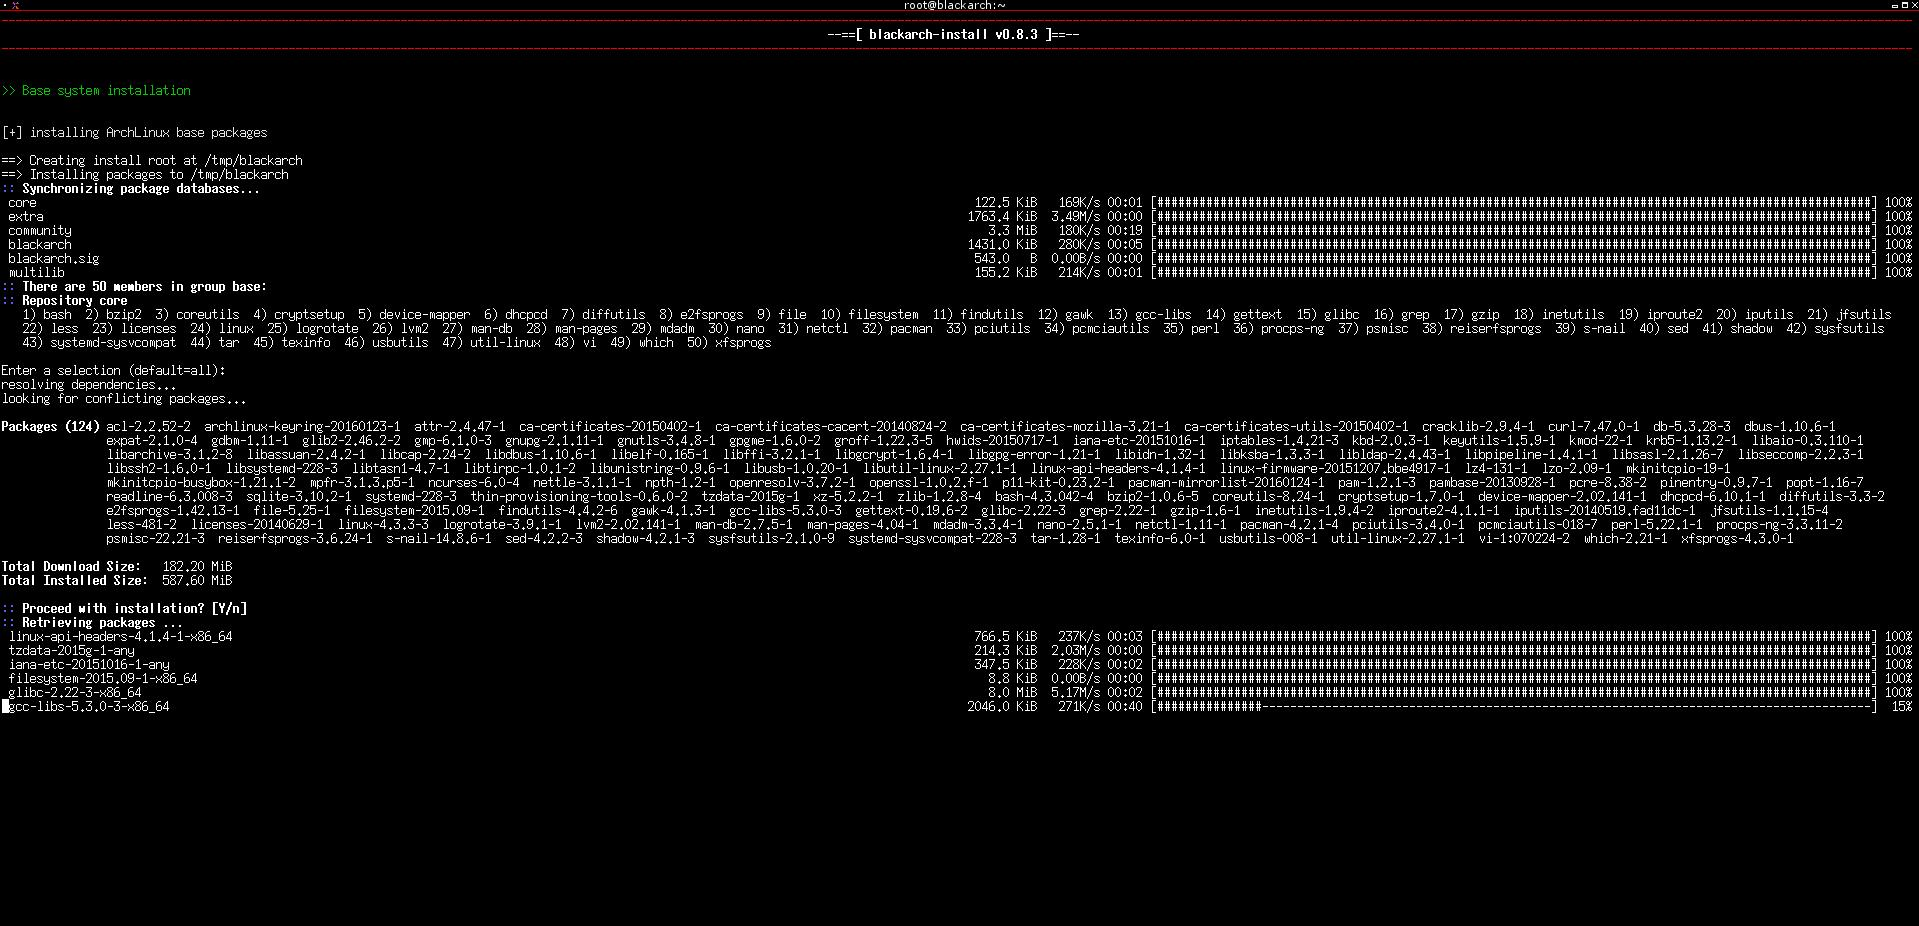 root@blackarch:~
--==[ blackarch-install v0.8.3 ]==--
>> Base system installation
[+] installing ArchLinux base packages
==> Creating install root at /tmp/blackarch
==> Installing packages to /tmp/blackarch
:: Synchronizing package databases...
core 122.5 KiB 169K/s 00:01 [######################################################################################################] 100%
extra 1763.4 KiB 3.49M/s 00:00 [######################################################################################################] 100%
community 3.3 MiB 180K/s 00:19 [######################################################################################################] 100%
blackarch 1431.0 KiB 280K/s 00:05 [######################################################################################################] 100%
blackarch.sig 543.0 B 0.00B/s 00:00 [######################################################################################################] 100%
multilib 155.2 KiB 214K/s 00:01 [######################################################################################################] 100%
:: There are 50 members in group base:
:: Repository core
1) bash 2) bzip2 3) coreutils 4) cryptsetup 5) device-mapper 6) dhcpcd 7) diffutils 8) e2fsprogs 9) file 10) filesystem 11) findutils 12) gawk 13) gcc-libs 14) gettext 15) glibc 16) grep 17) gzip 18) inetutils 19) iproute2 20) iputils 21) jfsutils
22) less 23) licenses 24) linux 25) logrotate 26) lvm2 27) man-db 28) man-pages 29) mdadm 30) nano 31) netctl 32) pacman 33) pciutils 34) pcmciautils 35) perl 36) procps-ng 37) psmisc 38) reiserfsprogs 39) s-nail 40) sed 41) shadow 42) sysfsutils
43) systemd-sysvcompat 44) tar 45) texinfo 46) usbutils 47) util-linux 48) vi 49) which 50) xfsprogs
Enter a selection (default=all):
resolving dependencies...
looking for conflicting packages...
Packages (124) acl-2.2.52-2 archlinux-keyring-20160123-1 attr-2.4.47-1 ca-certificates-20150402-1 ca-certificates-cacert-20140824-2 ca-certificates-mozilla-3.21-1 ca-certificates-utils-20150402-1 cracklib-2.9.4-1 curl-7.47.0-1 db-5.3.28-3 dbus-1.10.6-1
expat-2.1.0-4 gdbm-1.11-1 glib2-2.46.2-2 gmp-6.1.0-3 gnupg-2.1.11-1 gnutls-3.4.8-1 gpgme-1.6.0-2 groff-1.22.3-5 hwids-20150717-1 iana-etc-20151016-1 iptables-1.4.21-3 kbd-2.0.3-1 keyutils-1.5.9-1 kmod-22-1 krb5-1.13.2-1 libaio-0.3.110-1
libarchive-3.1.2-8 libassuan-2.4.2-1 libcap-2.24-2 libdbus-1.10.6-1 libelf-0.165-1 libffi-3.2.1-1 libgcrypt-1.6.4-1 libgpg-error-1.21-1 libidn-1.32-1 libksba-1.3.3-1 libldap-2.4.43-1 libpipeline-1.4.1-1 libsasl-2.1.26-7 libseccomp-2.2.3-1
libssh2-1.6.0-1 libsystemd-228-3 libtasn1-4.7-1 libtirpc-1.0.1-2 libunistring-0.9.6-1 libusb-1.0.20-1 libutil-linux-2.27.1-1 linux-api-headers-4.1.4-1 linux-firmware-20151207.bbe4917-1 lz4-131-1 lzo-2.09-1 mkinitcpio-19-1
mkinitcpio-busybox-1.21.1-2 mpfr-3.1.3.p5-1 ncurses-6.0-4 nettle-3.1.1-1 npth-1.2-1 openresolv-3.7.2-1 openssl-1.0.2.f-1 p11-kit-0.23.2-1 pacman-mirrorlist-20160124-1 pam-1.2.1-3 pambase-20130928-1 pcre-8.38-2 pinentry-0.9.7-1 popt-1.16-7
readline-6.3.008-3 sqlite-3.10.2-1 systemd-228-3 thin-provisioning-tools-0.6.0-2 tzdata-2015g-1 xz-5.2.2-1 zlib-1.2.8-4 bash-4.3.042-4 bzip2-1.0.6-5 coreutils-8.24-1 cryptsetup-1.7.0-1 device-mapper-2.02.141-1 dhcpcd-6.10.1-1 diffutils-3.3-2
e2fsprogs-1.42.13-1 file-5.25-1 filesystem-2015.09-1 findutils-4.4.2-6 gawk-4.1.3-1 gcc-libs-5.3.0-3 gettext-0.19.6-2 glibc-2.22-3 grep-2.22-1 gzip-1.6-1 inetutils-1.9.4-2 iproute2-4.1.1-1 iputils-20140519.fad11dc-1 jfsutils-1.1.15-4
less-481-2 licenses-20140629-1 linux-4.3.3-3 logrotate-3.9.1-1 lvm2-2.02.141-1 man-db-2.7.5-1 man-pages-4.04-1 mdadm-3.3.4-1 nano-2.5.1-1 netctl-1.11-1 pacman-4.2.1-4 pciutils-3.4.0-1 pcmciautils-018-7 perl-5.22.1-1 procps-ng-3.3.11-2
psmisc-22.21-3 reiserfsprogs-3.6.24-1 s-nail-14.8.6-1 sed-4.2.2-3 shadow-4.2.1-3 sysfsutils-2.1.0-9 systemd-sysvcompat-228-3 tar-1.28-1 texinfo-6.0-1 usbutils-008-1 util-linux-2.27.1-1 vi-1:070224-2 which-2.21-1 xfsprogs-4.3.0-1
Total Download Size: 182.20 MiB
Total Installed Size: 587.60 MiB
:: Proceed with installation? [Y/n]
:: Retrieving packages ...
linux-api-headers-4.1.4-1-x86_64 766.5 KiB 237K/s 00:03 [######################################################################################################] 100%
tzdata-2015g-1-any 214.3 KiB 2.03M/s 00:00 [######################################################################################################] 100%
iana-etc-20151016-1-any 347.5 KiB 228K/s 00:02 [######################################################################################################] 100%
filesystem-2015.09-1-x86_64 8.8 KiB 0.00B/s 00:00 [######################################################################################################] 100%
glibc-2.22-3-x86_64 8.0 MiB 5.17M/s 00:02 [######################################################################################################] 100%
gcc-libs-5.3.0-3-x86_64 2046.0 KiB 271K/s 00:40 [###############---------------------------------------------------------------------------------------] 15%